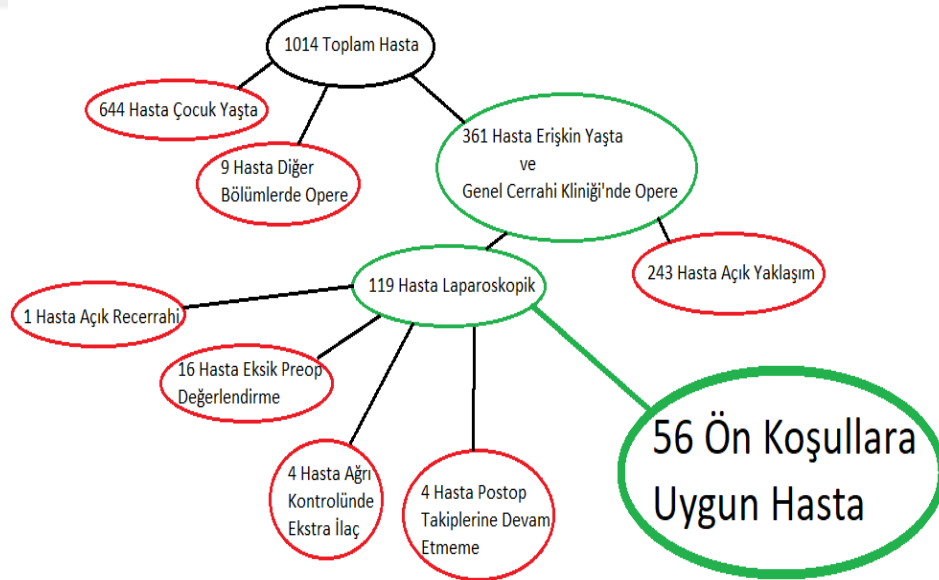 1014 Toplam Hasta
644 Hasta Çocuk Yaşta
9 Hasta Diğer
Bölümlerde Opere
361 Hasta Erişkin Yaşta
ve
Genel Cerrahi Kliniği'nde Opere
243 Hasta Açık Yaklaşım
119 Hasta Laparoskopik
1 Hasta Açık Recerrahi
16 Hasta Eksik Preop
Değerlendirme
4 Hasta Ağrı
Kontrolünde
Ekstra İlaç
4 Hasta Postop
Takiplerine Devam
Etmeme
56 Ön Koşullara
Uygun Hasta